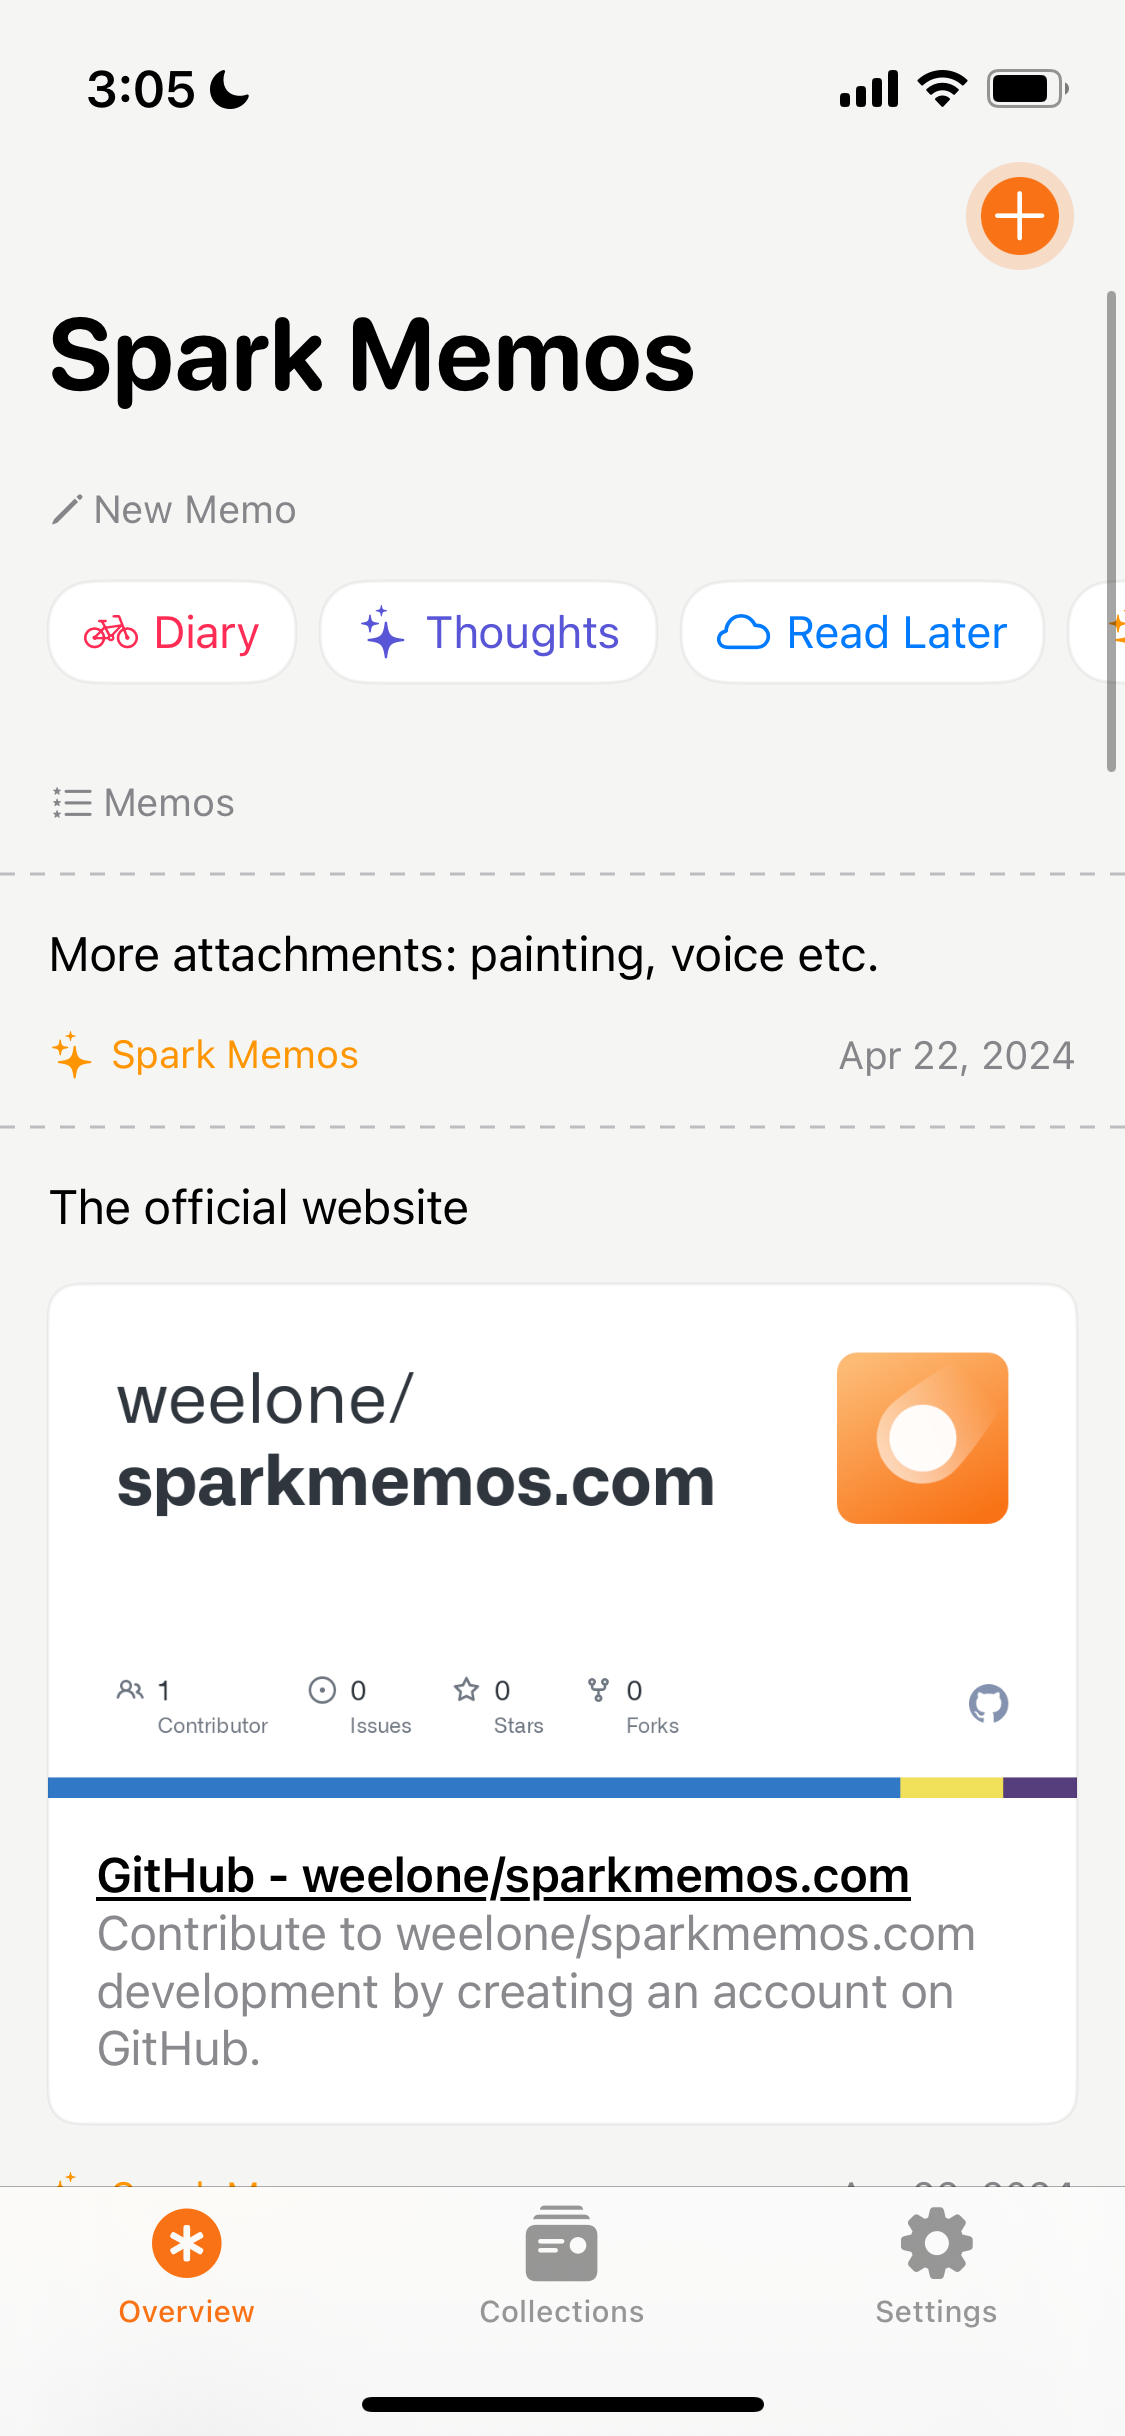 3:05
Spark Memos
New Memo
Diary
Thoughts
Read Later
Memos
More attachments: painting, voice etc.
Spark Memos
Apr 22, 2024
The official website
weelone/
sparkmemos.com
1
Contributor
0
Issues
0
Stars
0
Forks
GitHub - weelone/sparkmemos.com
Contribute to weelone/sparkmemos.com
development by creating an account on
GitHub.
Overview
Collections
Settings